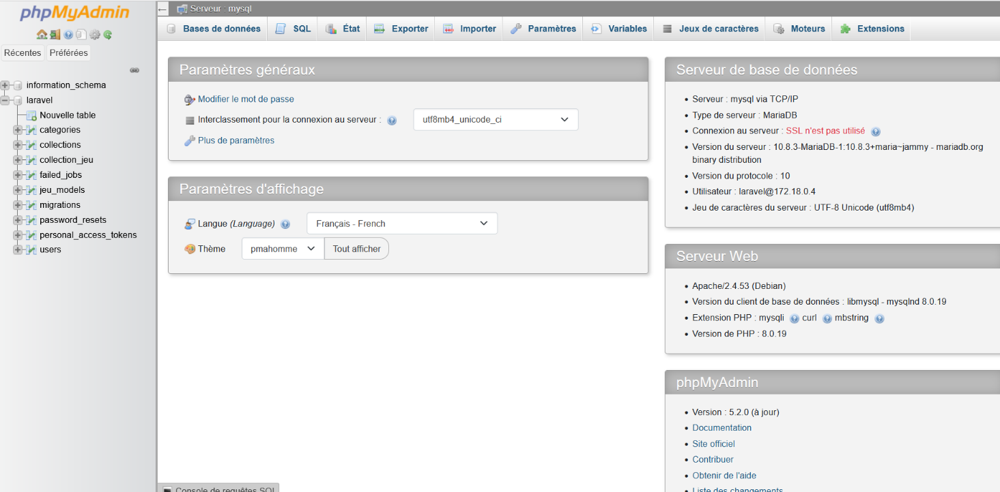 phpMyAdmin
Récentes Préférées
information_schema
laravel
Nouvelle table
categories
collections
collection_jeu
failed_jobs
jeu_models
migrations
password_resets
personal_access_tokens
users
← Serveur : mysql
Bases de données SQL État Exporter Importer Paramètres Variables Jeux de caractères Moteurs Extensions
Paramètres généraux
Modifier le mot de passe
Interclassement pour la connexion au serveur : utf8mb4_unicode_ci
Plus de paramètres
Paramètres d'affichage
Langue (Language) Français - French
Thème pmahomme Tout afficher
Serveur de base de données
• Serveur : mysql via TCP/IP
• Type de serveur : MariaDB
• Connexion au serveur : SSL n'est pas utilisé
• Version du serveur : 10.8.3-MariaDB-1:10.8.3+maria~jammy - mariadb.org
binary distribution
• Version du protocole : 10
• Utilisateur : laravel@172.18.0.4
• Jeu de caractères du serveur : UTF-8 Unicode (utf8mb4)
Serveur Web
• Apache/2.4.53 (Debian)
• Version du client de base de données : libmysql - mysqlnd 8.0.19
• Extension PHP : mysqli curl mbstring
• Version de PHP : 8.0.19
phpMyAdmin
• Version : 5.2.0 (à jour)
• Documentation
• Site officiel
• Contribuer
• Obtenir de l'aide
• Liste des changements
Console de requêtes SQL